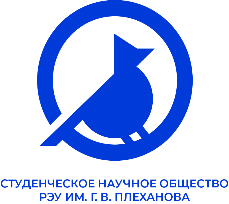 СТУДЕНЧЕСКОЕ НАУЧНОЕ ОБЩЕСТВО
РЭУ ИМ. Г. В. ПЛЕХАНОВА